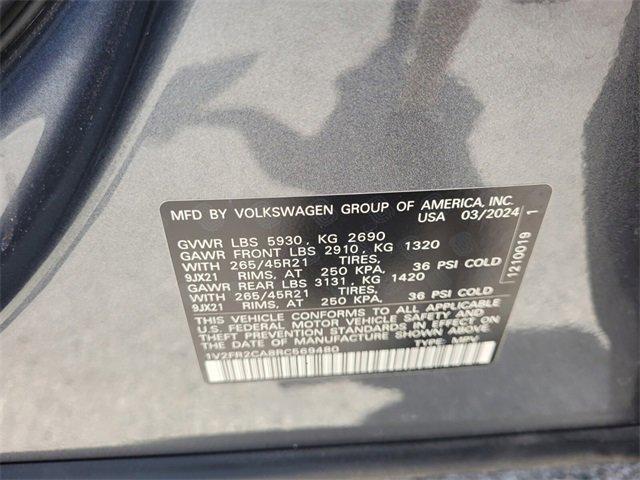 MFD BY VOLKSWAGEN GROUP OF AMERICA, INC.
USA 03/2024
GVWR LBS 5930, KG 2690
GAWR FRONT LBS 2910, KG 1320
WITH 265/45R21 TIRES,
9JX21 RIMS, AT 250 KPA, 36 PSI COLD
GAWR REAR LBS 3131, KG 1420
WITH 265/45R21 TIRES,
9JX21 RIMS, AT 250 KPA, 36 PSI COLD
THIS VEHICLE CONFORMS TO ALL APPLICABLE
U.S. FEDERAL MOTOR VEHICLE SAFETY AND
THEFT PREVENTION STANDARDS IN EFFECT ON
THE DATE OF MANUFACTURE SHOWN ABOVE.
1V2FR2CA8RC569480 TYPE: MPV
1210019 1